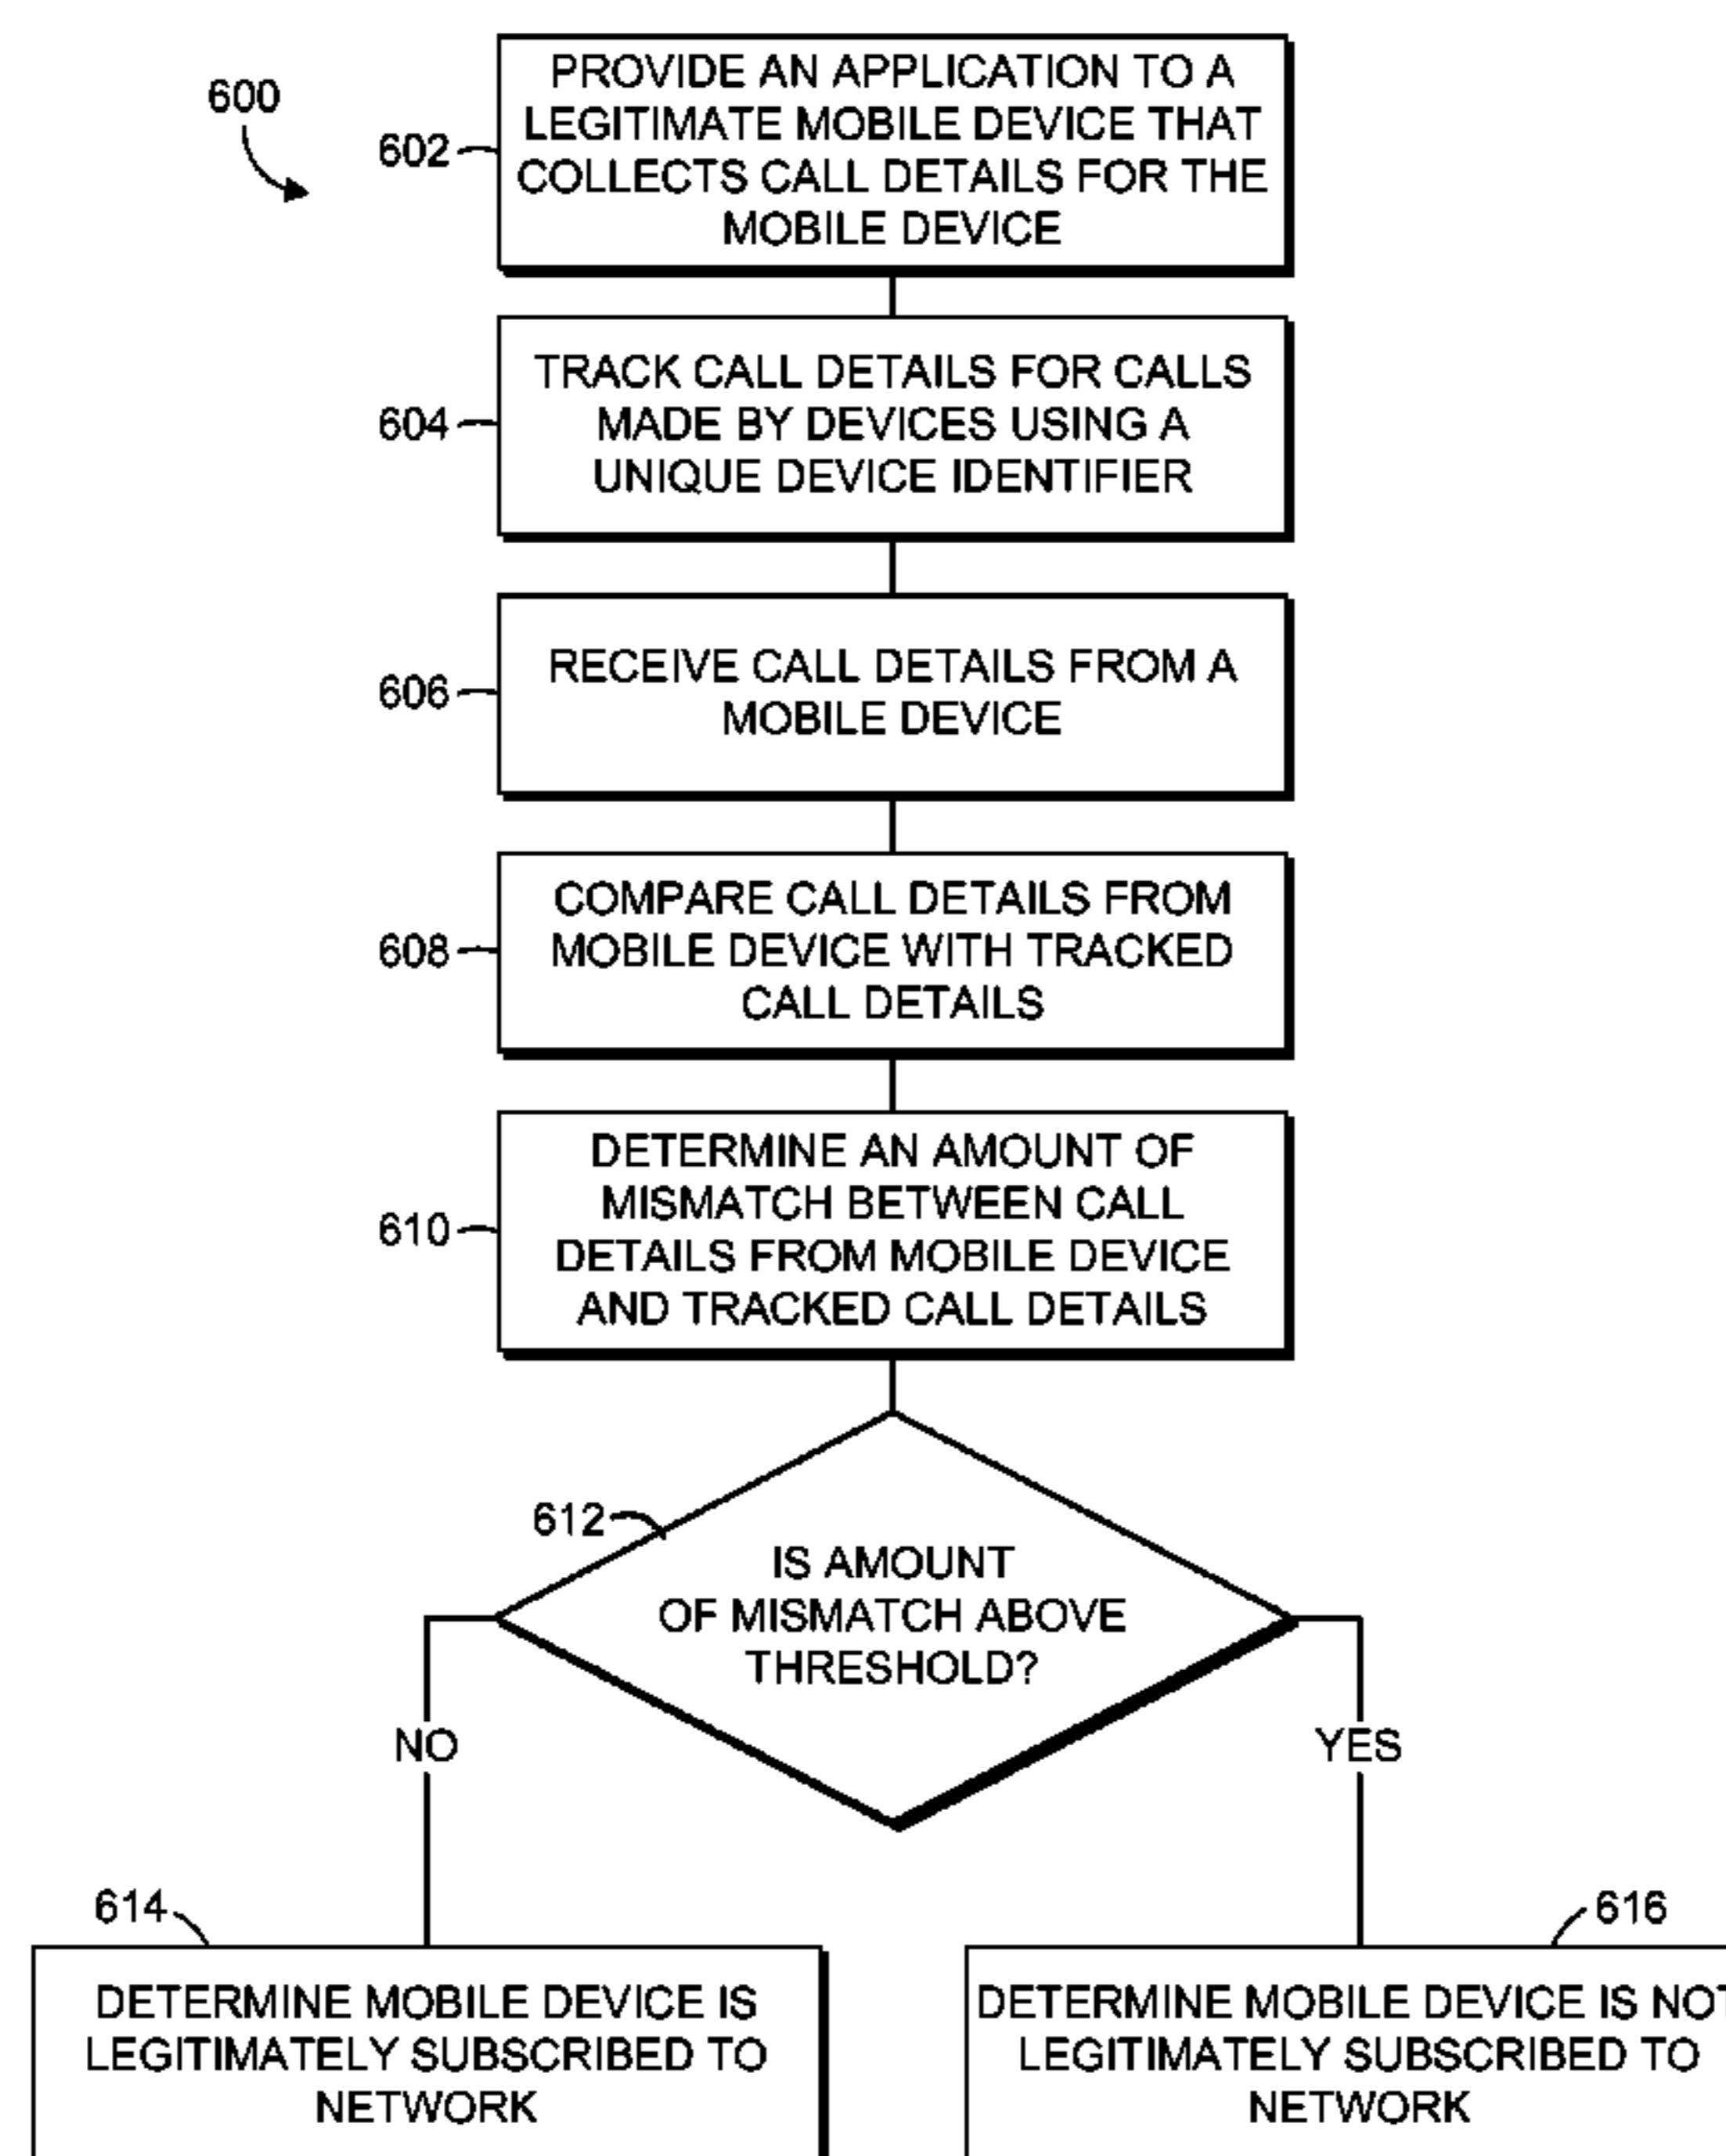 600
602
PROVIDE AN APPLICATION TO A
LEGITIMATE MOBILE DEVICE THAT
COLLECTS CALL DETAILS FOR THE
MOBILE DEVICE
604
TRACK CALL DETAILS FOR CALLS
MADE BY DEVICES USING A
UNIQUE DEVICE IDENTIFIER
606
RECEIVE CALL DETAILS FROM A
MOBILE DEVICE
608
COMPARE CALL DETAILS FROM
MOBILE DEVICE WITH TRACKED
CALL DETAILS
610
DETERMINE AN AMOUNT OF
MISMATCH BETWEEN CALL
DETAILS FROM MOBILE DEVICE
AND TRACKED CALL DETAILS
612
IS AMOUNT
OF MISMATCH ABOVE
THRESHOLD?
NO
YES
614
DETERMINE MOBILE DEVICE IS
LEGITIMATELY SUBSCRIBED TO
NETWORK
616
DETERMINE MOBILE DEVICE IS NOT
LEGITIMATELY SUBSCRIBED TO
NETWORK